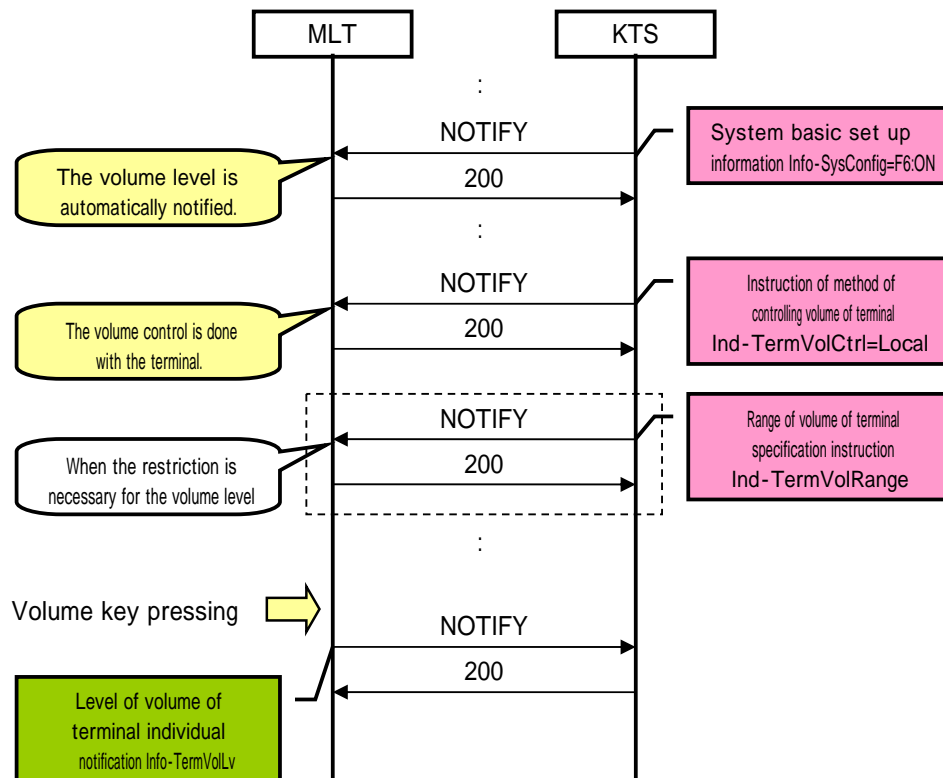 MLT
KTS
:
NOTIFY
System basic set up
information Info-SysConfig=F6:ON
The volume level is
automatically notified.
200
:
NOTIFY
Instruction of method of
controlling volume of terminal
Ind-TermVolCtrl=Local
The volume control is done
with the terminal.
200
NOTIFY
Range of volume of terminal
specification instruction
Ind-TermVolRange
When the restriction is
necessary for the volume level
200
:
Volume key pressing
NOTIFY
200
Level of volume of
terminal individual
notification Info-TermVolLv